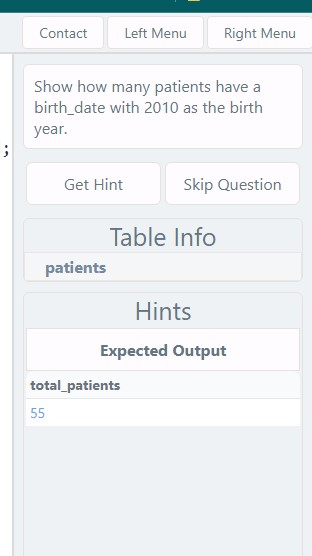 Contact Left Menu Right Menu
Show how many patients have a
birth_date with 2010 as the birth
year.
;
Get Hint Skip Question
Table Info
patients
Hints
Expected Output
total_patients
55